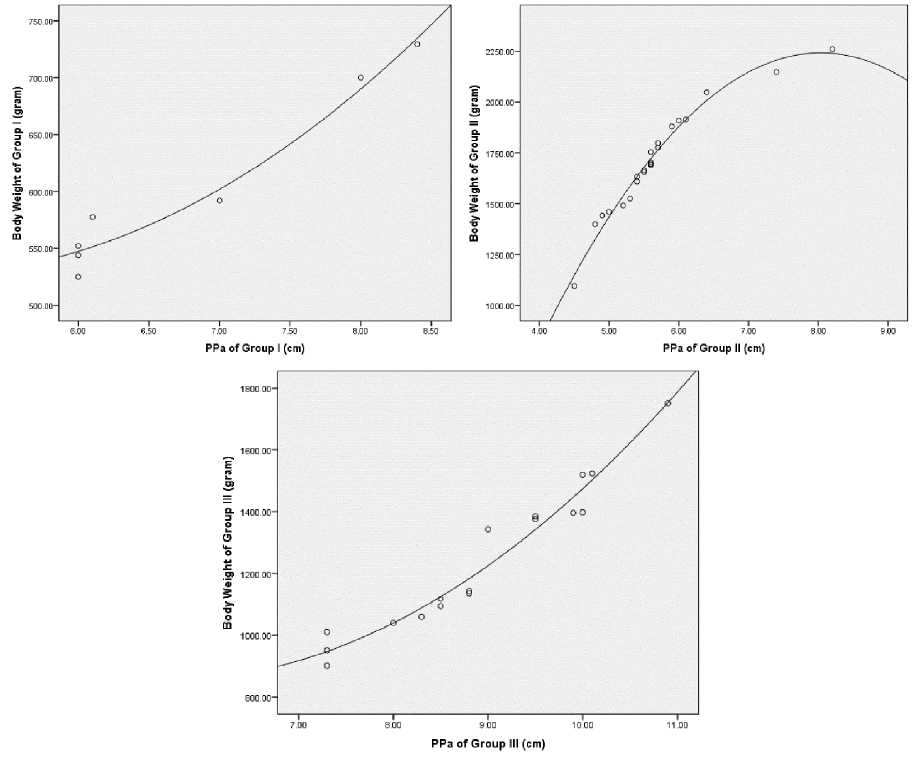 Body Weight of Group I (gram)
750.00
700.00
650.00
600.00
550.00
500.00
6.00 6.50 7.00 7.50 8.00 8.50
PPa of Group I (cm)
Body Weight of Group II (gram)
2250.00
2000.00
1750.00
1500.00
1250.00
1000.00
4.00 5.00 6.00 7.00 8.00 9.00
PPa of Group II (cm)
Body Weight of Group III (gram)
1800.00
1600.00
1400.00
1200.00
1000.00
800.00
7.00 8.00 9.00 10.00 11.00
PPa of Group III (cm)